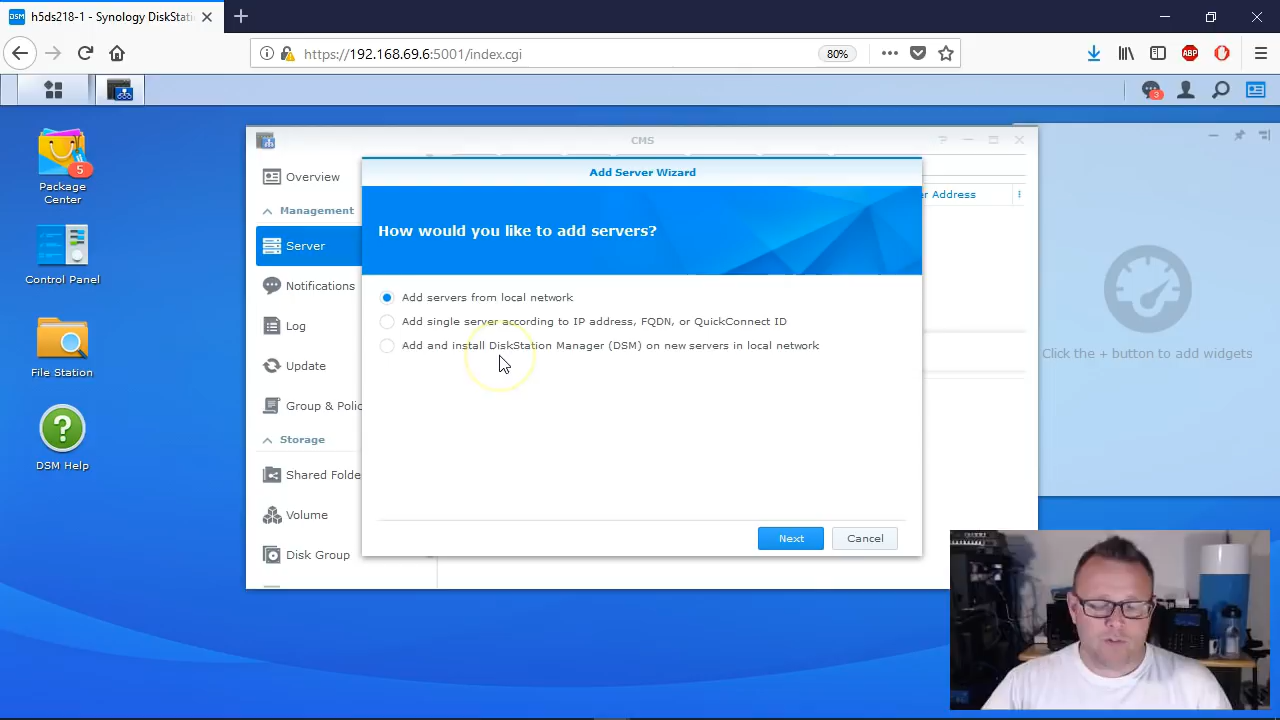 h5ds218-1 - Synology DiskStati
https://192.168.69.6:5001/index.cgi
80%
ABP
3
5
Package
Center
Control Panel
File Station
DSM Help
CMS
Overview
Management
Server
Notifications
Log
Update
Group & Polic
Storage
Shared Folde
Volume
Disk Group
Address
Add Server Wizard
How would you like to add servers?
Add servers from local network
Add single server according to IP address, FQDN, or QuickConnect ID
Add and install DiskStation Manager (DSM) on new servers in local network
Next
Cancel
Click the + button to add widgets